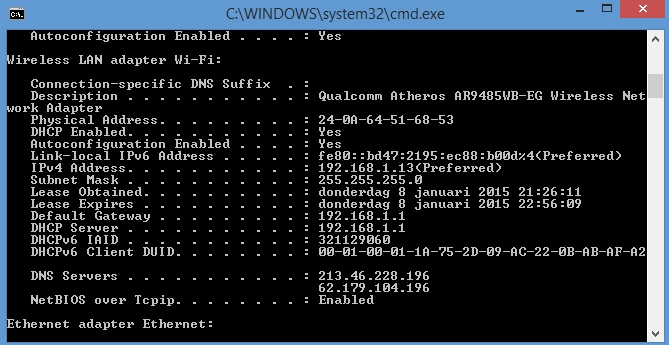 C:\WINDOWS\system32\cmd.exe
Autoconfiguration Enabled . . . . : Yes
Wireless LAN adapter Wi-Fi:
Connection-specific DNS Suffix . :
Description . . . . . . . . . . . : Qualcomm Atheros AR9485WB-EG Wireless Net
work Adapter
Physical Address. . . . . . . . . : 24-0A-64-51-68-53
DHCP Enabled. . . . . . . . . . . : Yes
Autoconfiguration Enabled . . . . : Yes
Link-local IPv6 Address . . . . . : fe80::bd47:2195:ec88:b00d%4(Preferred)
IPv4 Address. . . . . . . . . . . : 192.168.1.13(Preferred)
Subnet Mask . . . . . . . . . . . : 255.255.255.0
Lease Obtained. . . . . . . . . . : donderdag 8 januari 2015 21:26:11
Lease Expires . . . . . . . . . . : donderdag 8 januari 2015 22:56:09
Default Gateway . . . . . . . . . : 192.168.1.1
DHCP Server . . . . . . . . . . . : 192.168.1.1
DHCPv6 IAID . . . . . . . . . . . : 321129060
DHCPv6 Client DUID. . . . . . . . : 00-01-00-01-1A-75-2D-09-AC-22-0B-AB-AF-A2
DNS Servers . . . . . . . . . . . : 213.46.228.196
62.179.104.196
NetBIOS over Tcpip. . . . . . . . : Enabled
Ethernet adapter Ethernet: